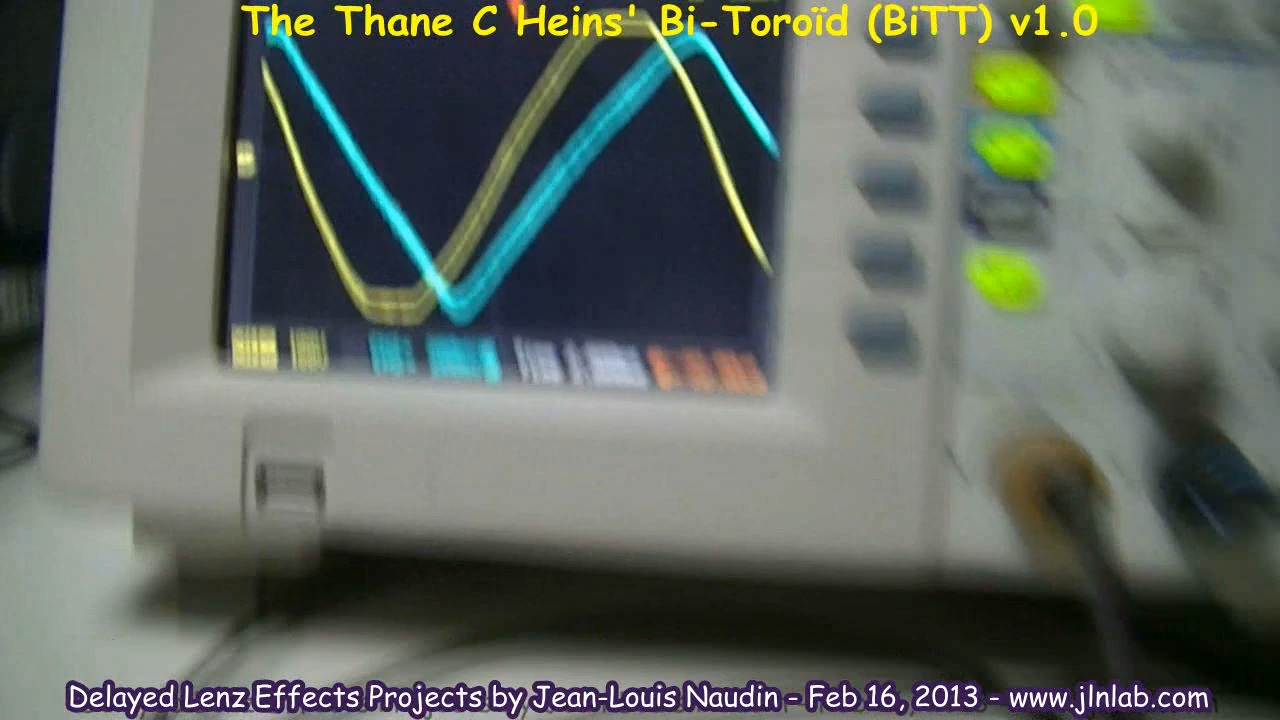 The Thane C Heins' Bi-Toroïd (BiTT) v1.0
Delayed Lenz Effects Projects by Jean-Louis Naudin - Feb 16, 2013 - www.jlnlab.com